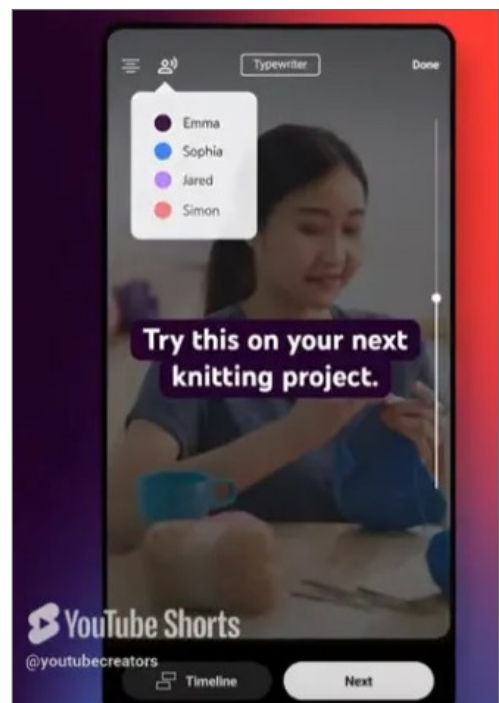 Typewriter
Done
Emma
Sophia
Jared
Simon
Try this on your next
knitting project.
YouTube Shorts
@youtubecreators
Timeline
Next